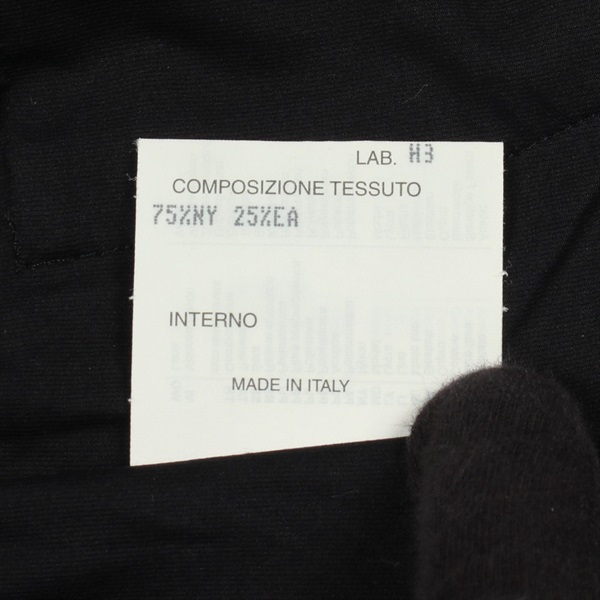 LAB. H3
COMPOSIZIONE TESSUTO
75%NY 25%EA
INTERNO
MADE IN ITALY